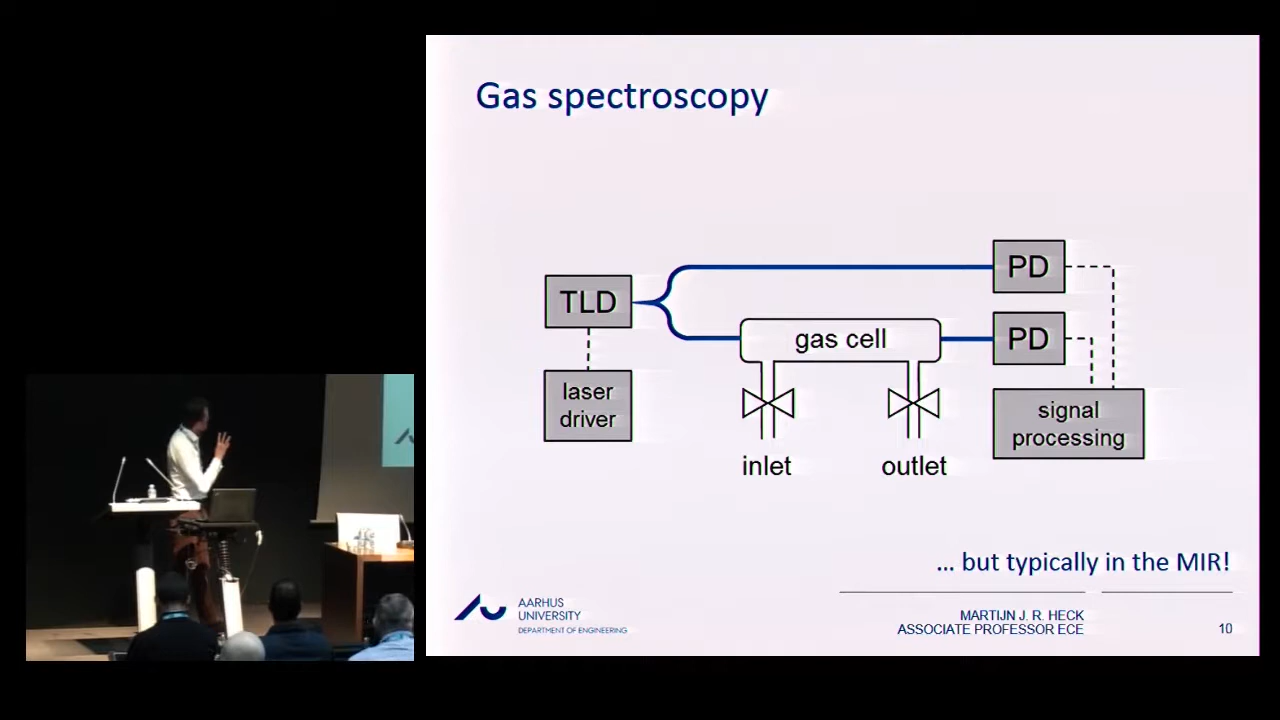 Gas spectroscopy
TLD
laser
driver
gas cell
inlet
outlet
PD
PD
signal
processing
... but typically in the MIR!
AARHUS
UNIVERSITY
DEPARTMENT OF ENGINEERING
MARTIJN J. R. HECK
ASSOCIATE PROFESSOR ECE
10